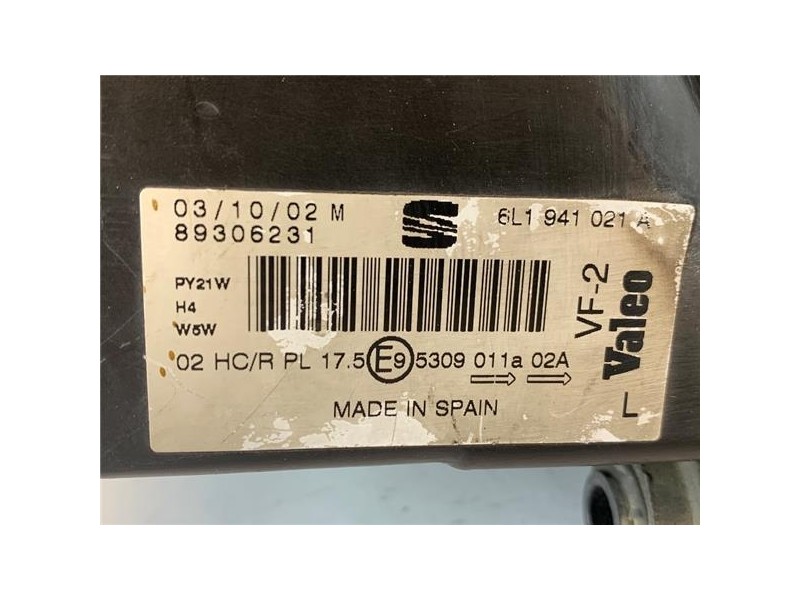 03/10/02 M
89306231
6L1 941 021 A
PY21W
H4
W5W
VF-2
Valeo
L
02 HC/R PL 17.5 E9 5309 011a 02A
MADE IN SPAIN